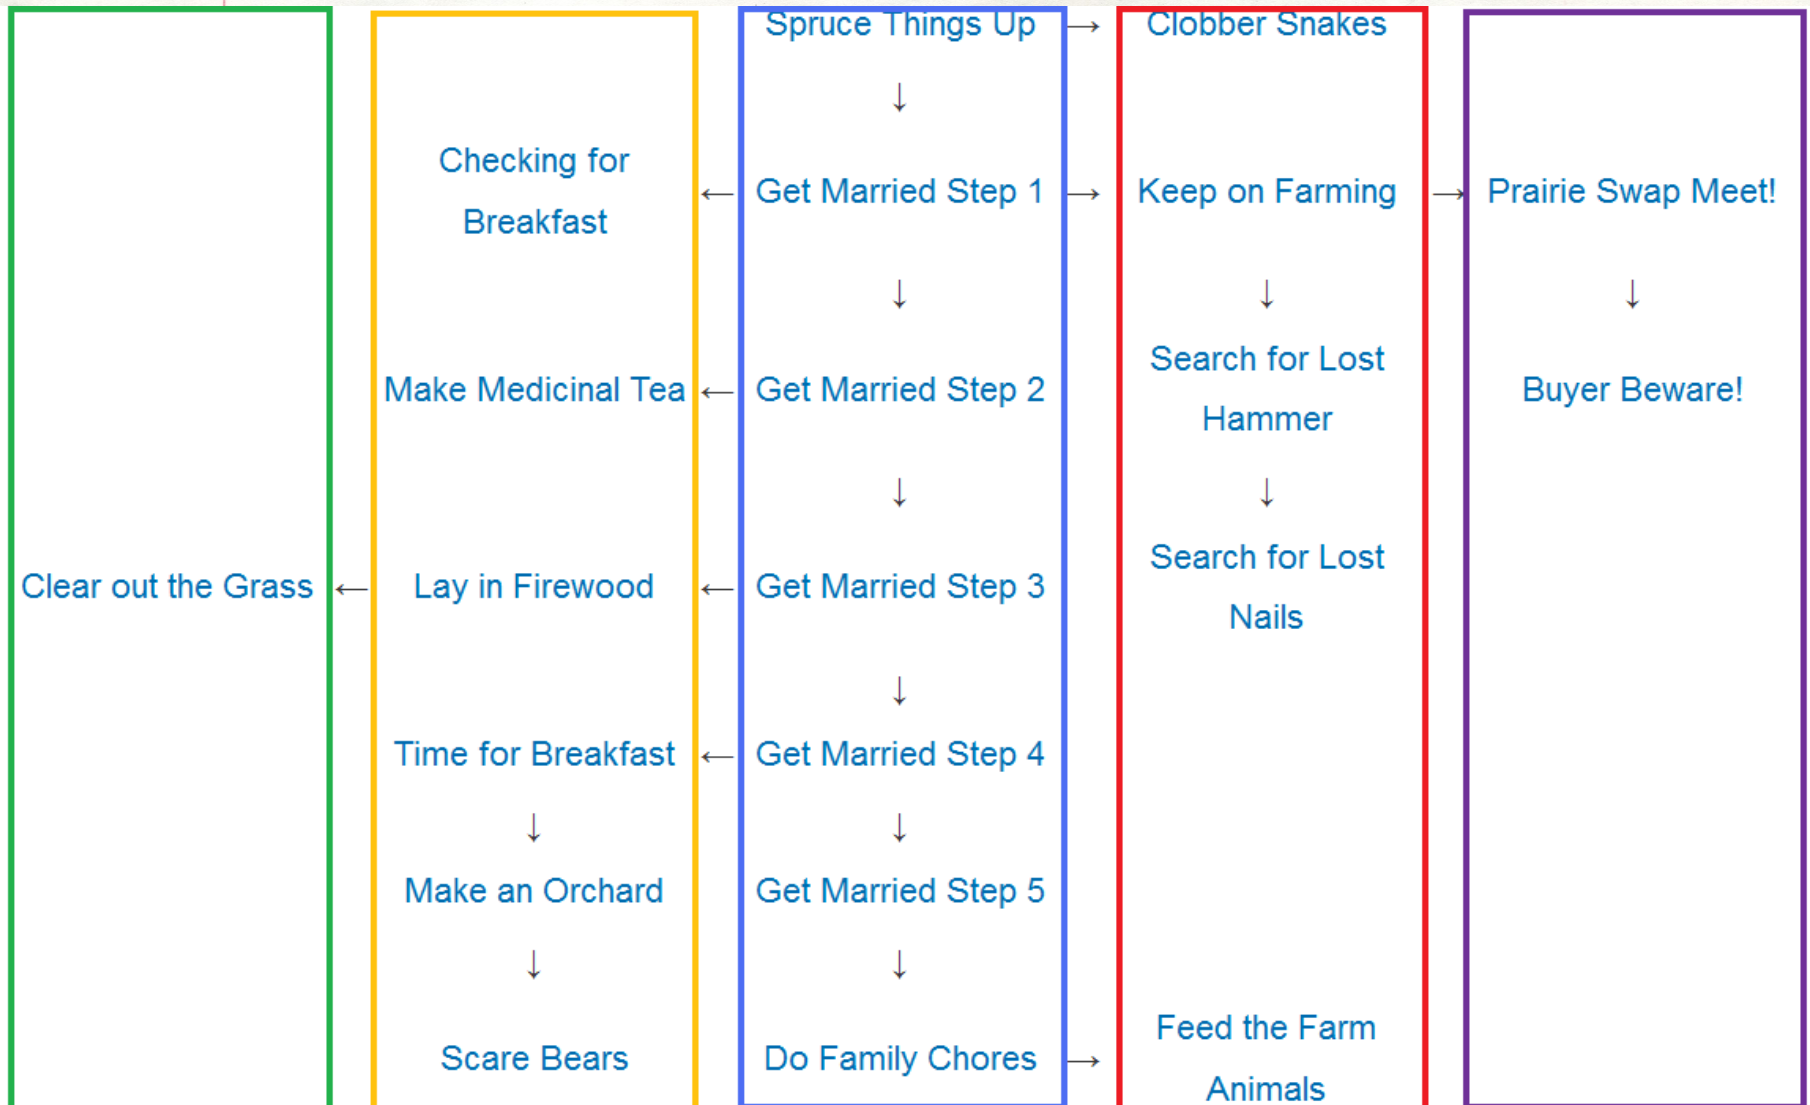 Spruce Things Up → Clobber Snakes
↓
Checking for
Breakfast
← Get Married Step 1 → Keep on Farming → Prairie Swap Meet!
↓ ↓ ↓
Make Medicinal Tea ← Get Married Step 2
Search for Lost
Hammer
Buyer Beware!
↓ ↓
Clear out the Grass ← Lay in Firewood ← Get Married Step 3
Search for Lost
Nails
↓
Time for Breakfast ← Get Married Step 4
↓ ↓
Make an Orchard Get Married Step 5
↓ ↓
Scare Bears Do Family Chores →
Feed the Farm
Animals